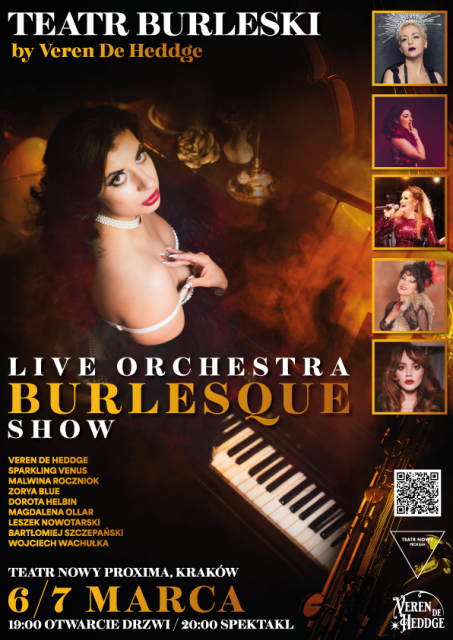 TEATR BURLESKI
by Veren De Heddge
LIVE ORCHESTRA
BURLESQUE
SHOW
VEREN DE HEDDGE
SPARKLING VENUS
MALWINA ROCZNIOK
ZORYA BLUE
DOROTA HELBIN
MAGDALENA OLLAR
LESZEK NOWOTARSKI
BARTŁOMIEJ SZCZEPAŃSKI
WOJCIECH WACHUŁKA
TEATR NOWY PROXIMA, KRAKÓW
6/7 MARCA
19:00 OTWARCIE DRZWI / 20:00 SPEKTAKL
TEATR NOWY
PROXIMA
VEREN DE
HEDDGE